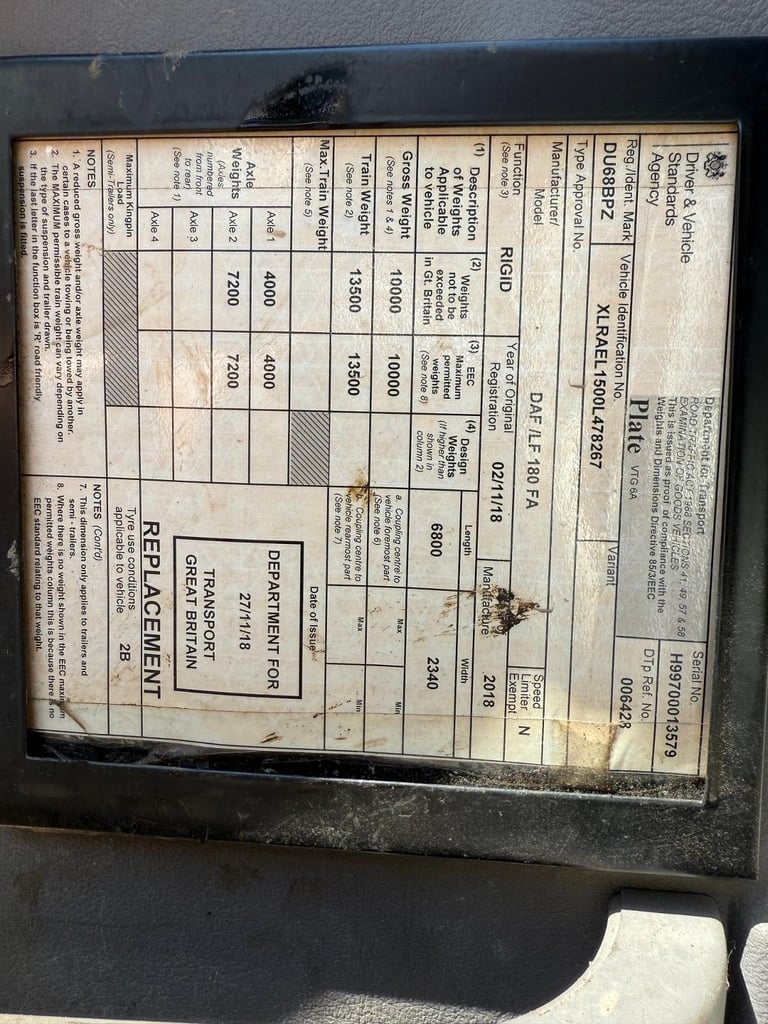 Driver & Vehicle
Standards
Agency
Department for Transport
ROAD TRAFFIC ACT 1988 SECTIONS 41, 49, 57 & 58
EXAMINATION OF GOODS VEHICLES
This is issued as proof of compliance with the
Weights and Dimensions Directive 85/3/EEC
Plate VTG 6A
Serial No.
H99700013579
DTp Ref. No.
006428
Reg./Ident. Mark
DU68BPZ
Vehicle Identification No.
XLRAEL1500L478267
Variant
Type Approval No.
Manufacturer/
Model
DAF /LF 180 FA
Speed
Limiter
Exempt
N
Function
(See note 3)
RIGID
Year of Original
Registration
02/11/18
Manufacture
2018
(1) Description
of Weights
Applicable
to vehicle
(2) Weights
not to be
exceeded
in Gt. Britain
(3) EEC
Maximum
permitted
weights
(See note 8)
(4) Design
Weights
(If higher than
shown in
column 2)
Length
6800
Width
2340
Gross Weight
(See notes 1 & 4)
10000
10000
a. Coupling centre to
vehicle foremost part
(See note 6)
Max
Min
Train Weight
(See note 2)
13500
13500
b. Coupling centre to
vehicle rearmost part
(See note 7)
Max
Min
Max.Train Weight
(See note 5)
Date of Issue
Axle
Weights
(Axles
numbered
from front
to rear)
(See note 1)
Axle 1
4000
4000
Axle 2
7200
7200
Axle 3
Axle 4
DEPARTMENT FOR
27/11/18
TRANSPORT
GREAT BRITAIN
REPLACEMENT
Maximum Kingpin
Load
(Semi-Trailers only)
Tyre use conditions
applicable to vehicle
2B
NOTES
1. A reduced gross weight and/or axle weight may apply in
certain cases to a vehicle towing or being towed by another.
2. The MAXIMUM permissible train weight can vary depending on
the type of suspension and trailer drawn.
3. If the last letter in the function box is 'R' road friendly
suspension is fitted.
NOTES (Cont'd)
7. This dimension only applies to trailers and
semi - trailers.
8. Where there is no weight shown in the EEC maximum
permitted weights column this is because there is no
EEC standard relating to that weight.